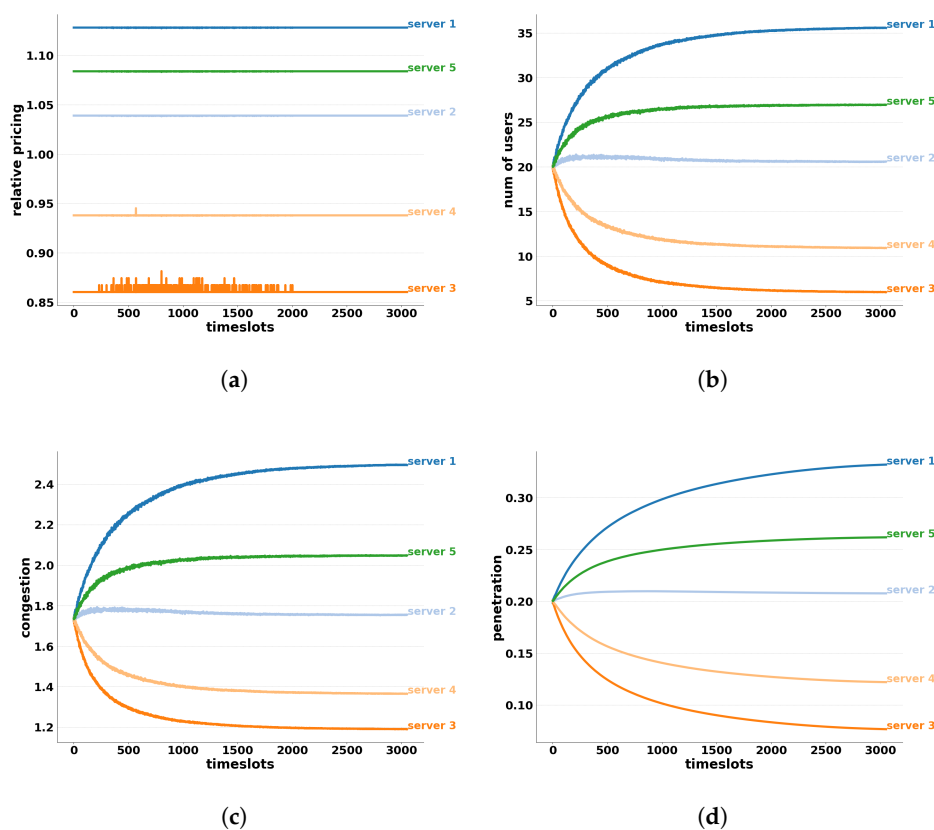 server 1
1.10
server 5
1.05
server 2
1.00
relative pricing
0.95
server 4
0.90
0.85
server 3
0 500 1000 1500 2000 2500 3000
timeslots
(a)
server 1
35
30
server 5
25
num of users
server 2
20
15
server 4
10
server 3
5
0 500 1000 1500 2000 2500 3000
timeslots
(b)
server 1
2.4
2.2
server 5
2.0
congestion
1.8
server 2
1.6
1.4
server 4
1.2
server 3
0 500 1000 1500 2000 2500 3000
timeslots
(c)
server 1
0.30
server 5
0.25
penetration
server 2
0.20
0.15
server 4
0.10
server 3
0 500 1000 1500 2000 2500 3000
timeslots
(d)